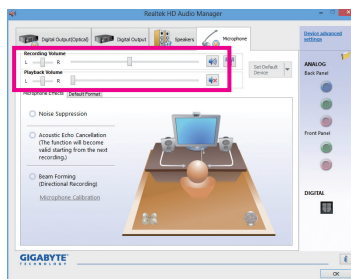 Realtek HD Audio Manager
Digital Output(Optical)
Digital Output
Speakers
Microphone
Device advanced
settings
Recording Volume
L
R
Set Default
Device
Playback Volume
L
R
ANALOG
Back Panel
Microphone Effects
Default Format
Noise Suppression
Acoustic Echo Cancellation
(The function will become
valid starting from the next
recording.)
Front Panel
Beam Forming
(Directional Recording)
Microphone Calibration
DIGITAL
GIGABYTE
TECHNOLOGY
OK